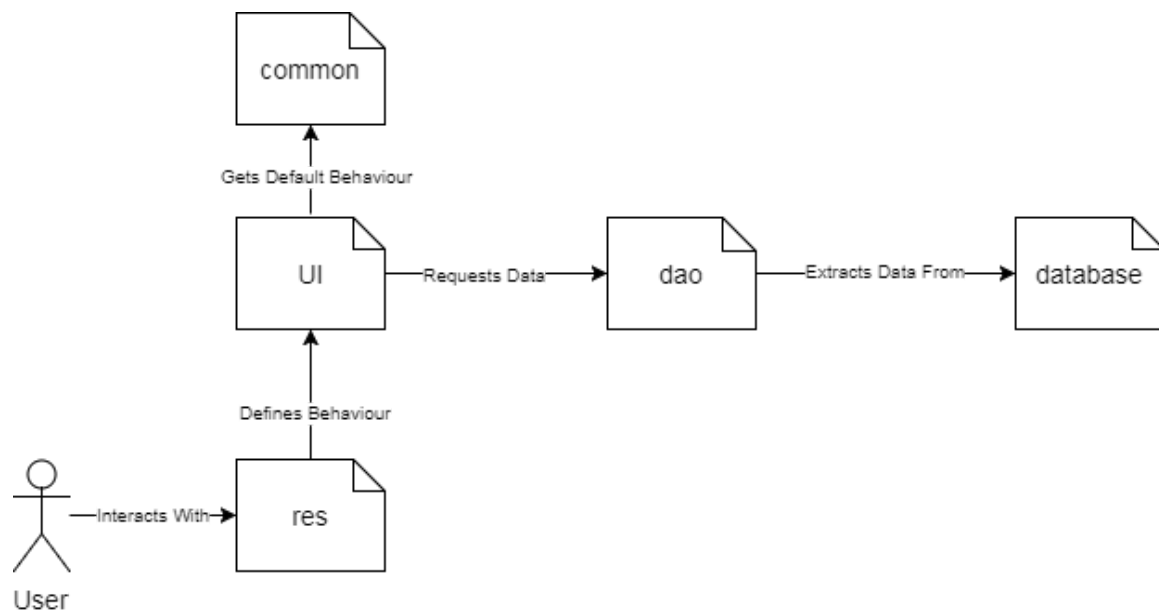 common
Gets Default Behaviour
UI
Requests Data
dao
Extracts Data From
database
Defines Behaviour
Interacts With
res
User